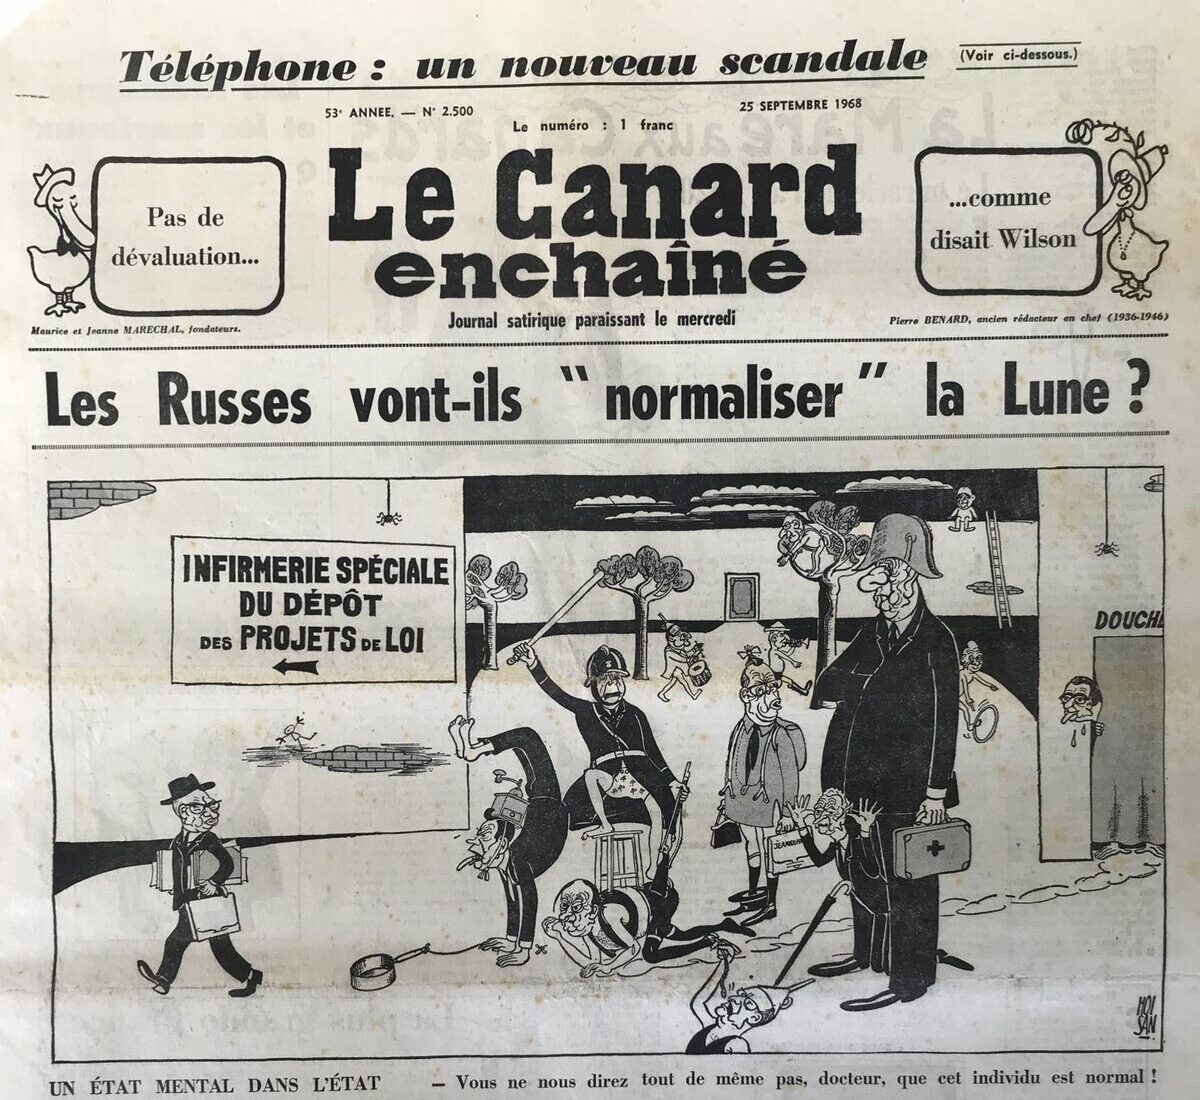 Téléphone : un nouveau scandale
(Voir ci-dessous.)
53e ANNEE. — N° 2.500
25 SEPTEMBRE 1968
Le numéro : 1 franc
Pas de
dévaluation...
Le Canard
enchaîné
...comme
disait Wilson
Maurice et Jeanne MARECHAL, fondateurs.
Journal satirique paraissant le mercredi
Pierre BENARD, ancien rédacteur en chef (1936-1946)
Les Russes vont-ils "normaliser" la Lune ?
INFIRMERIE SPÉCIALE
DU DÉPÔT
DES PROJETS DE LOI
DOUCHE
MOI
SAN
UN ÉTAT MENTAL DANS L'ÉTAT
— Vous ne nous direz tout de même pas, docteur, que cet individu est normal !